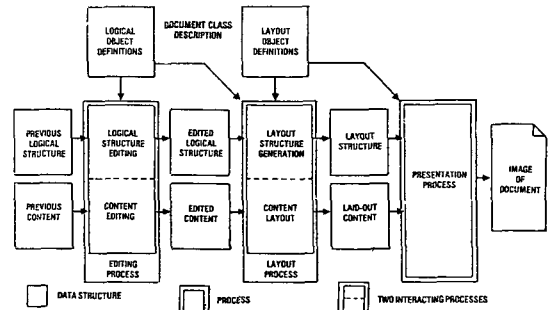 LOGICAL
OBJECT
DEFINITIONS
DOCUMENT CLASS
DESCRIPTION
LAYOUT
OBJECT
DEFINITIONS
PREVIOUS
LOGICAL
STRUCTURE
LOGICAL
STRUCTURE
EDITING
EDITED
LOGICAL
STRUCTURE
LAYOUT
STRUCTURE
GENERATION
LAYOUT
STRUCTURE
PRESENTATION
PROCESS
IMAGE
OF
DOCUMENT
PREVIOUS
CONTENT
CONTENT
EDITING
EDITED
CONTENT
CONTENT
LAYOUT
LAID-OUT
CONTENT
EDITING
PROCESS
LAYOUT
PROCESS
DATA STRUCTURE
PROCESS
TWO INTERACTING PROCESSES